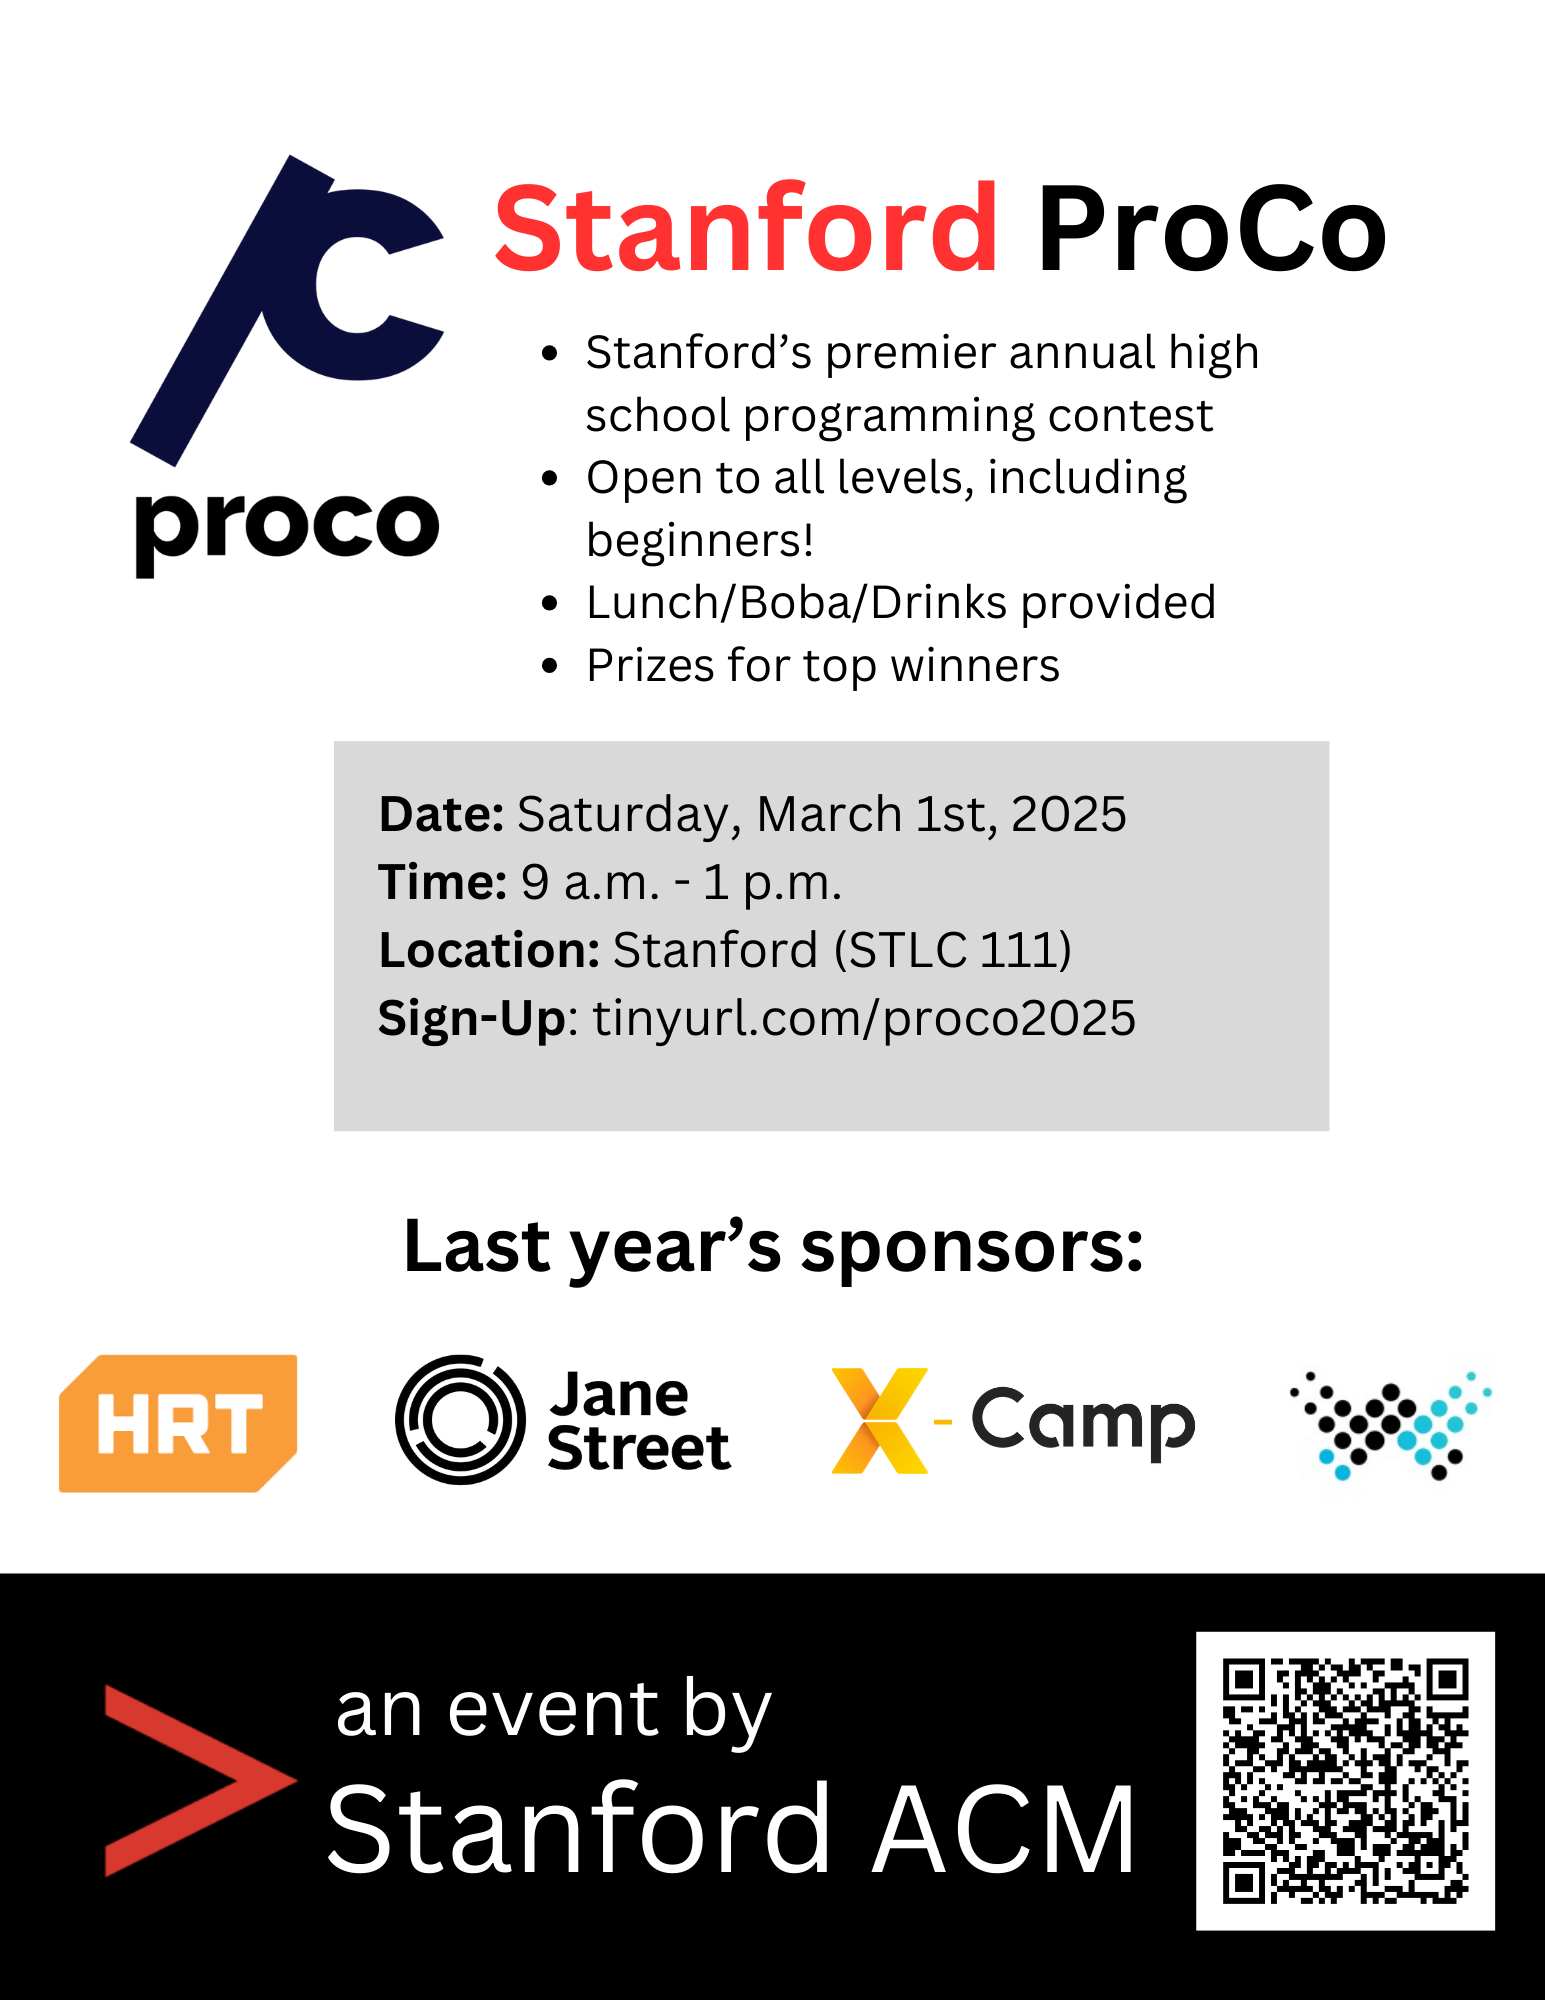 Stanford ProCo
proco
• Stanford’s premier annual high
school programming contest
• Open to all levels, including
beginners!
• Lunch/Boba/Drinks provided
• Prizes for top winners
Date: Saturday, March 1st, 2025
Time: 9 a.m. - 1 p.m.
Location: Stanford (STLC 111)
Sign-Up: tinyurl.com/proco2025
Last year’s sponsors:
HRT
Jane
Street
X-Camp
an event by
Stanford ACM